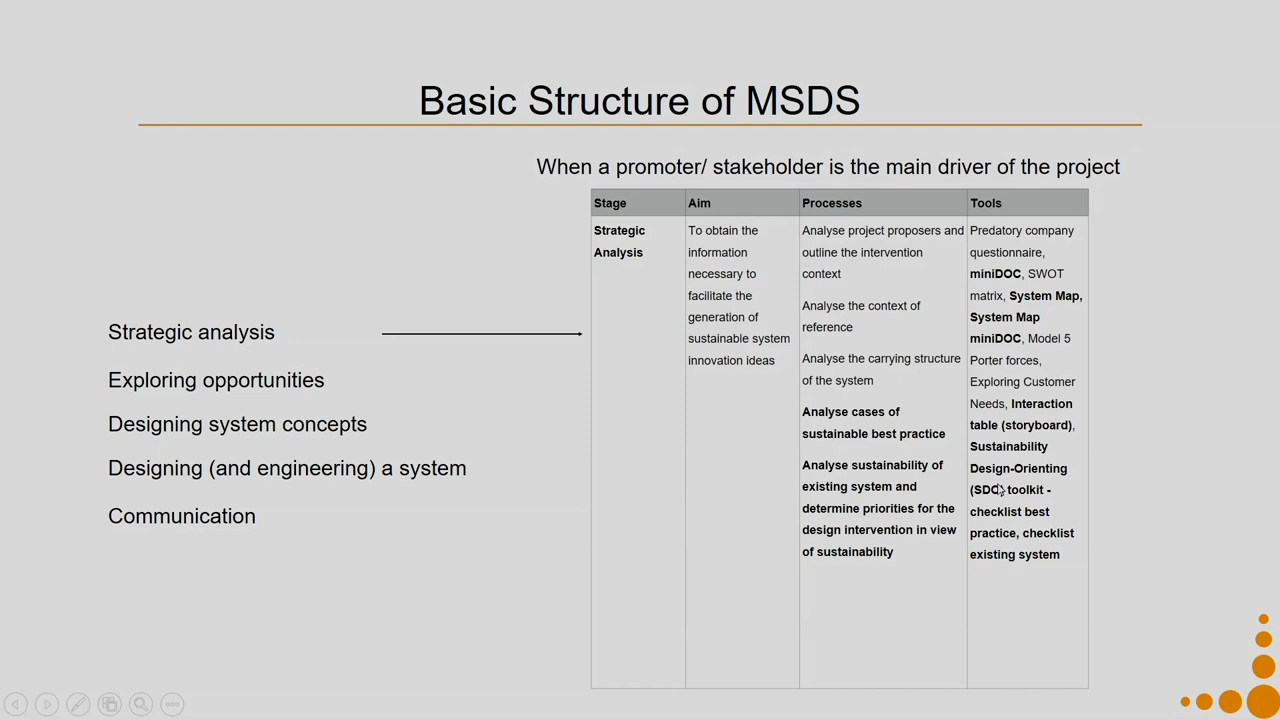 Basic Structure of MSDS
When a promoter/ stakeholder is the main driver of the project
Strategic analysis
Exploring opportunities
Designing system concepts
Designing (and engineering) a system
Communication
Stage
Aim
Processes
Tools
Strategic
Analysis
To obtain the
information
necessary to
facilitate the
generation of
sustainable system
innovation ideas
Analyse project proposers and
outline the intervention
context
Analyse the context of
reference
Analyse the carrying structure
of the system
Analyse cases of
sustainable best practice
Analyse sustainability of
existing system and
determine priorities for the
design intervention in view
of sustainability
Predatory company
questionnaire,
miniDOC, SWOT
matrix, System Map,
System Map
miniDOC, Model 5
Porter forces,
Exploring Customer
Needs, Interaction
table (storyboard),
Sustainability
Design-Orienting
toolkit -
checklist best
practice, checklist
existing system